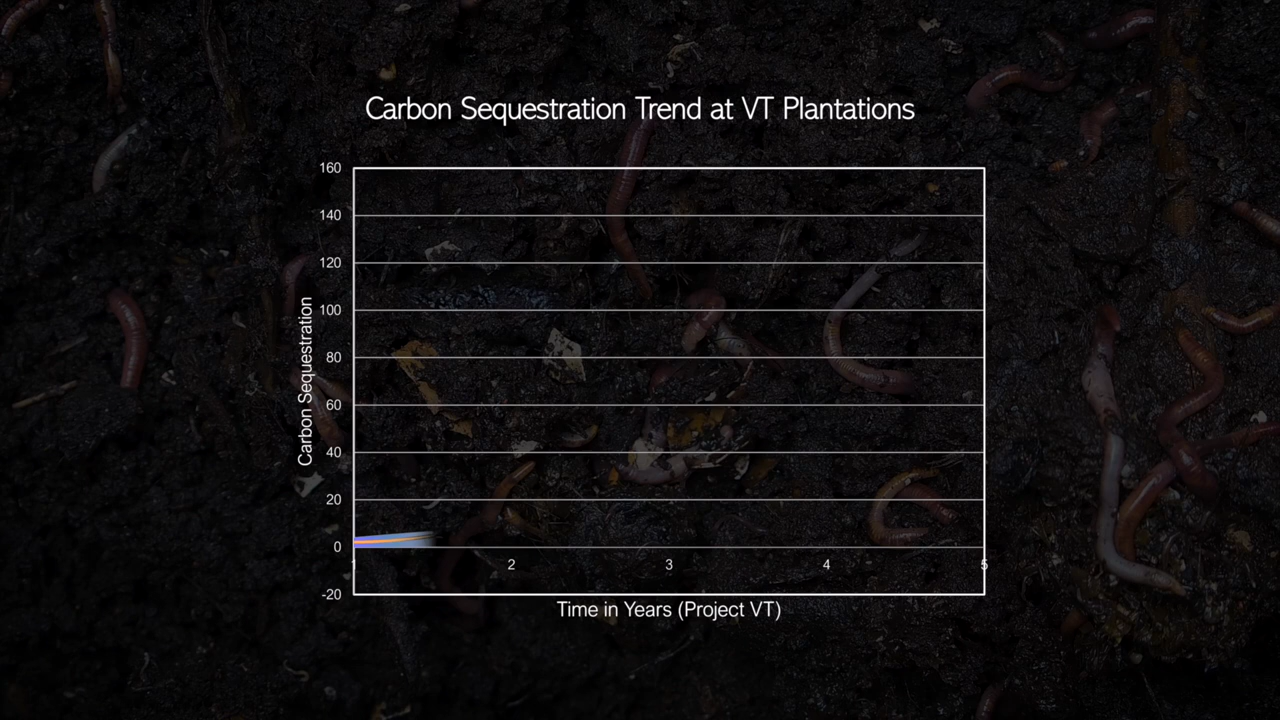 Carbon Sequestration Trend at VT Plantations
160
140
120
100
80
60
40
20
0
-20
Carbon Sequestration
1 2 3 4 5
Time in Years (Project VT)